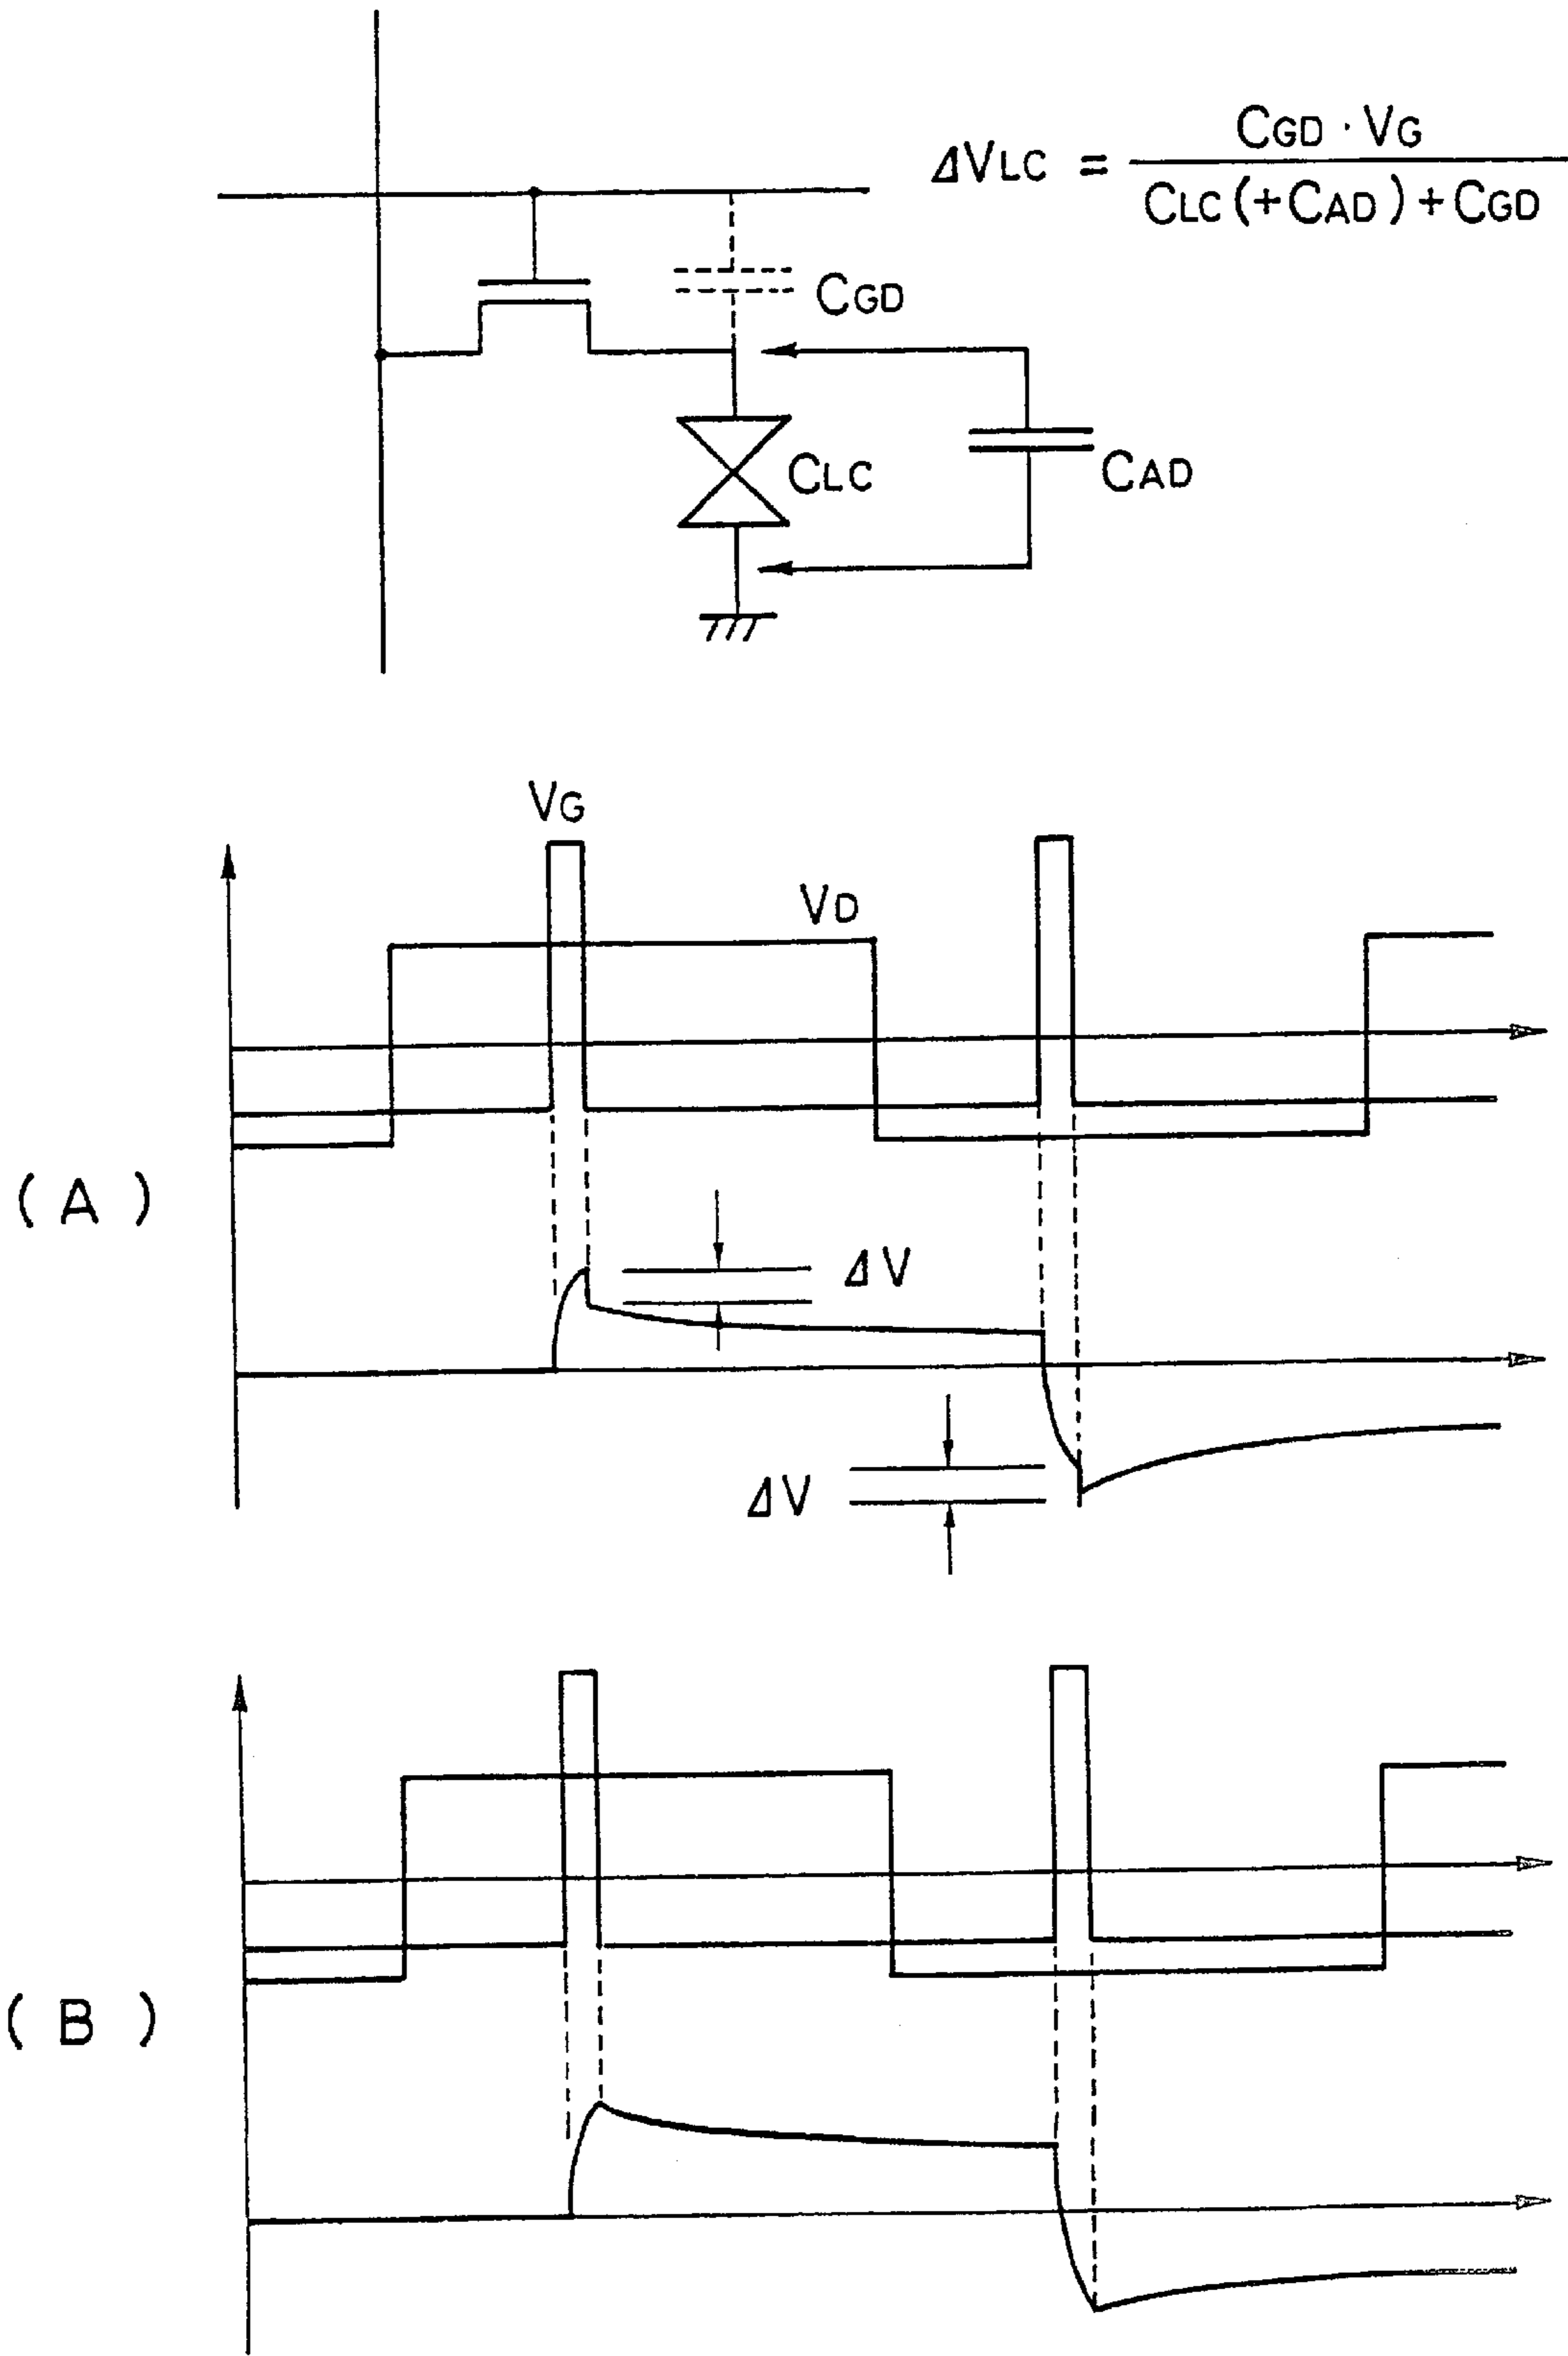 ΔVLC = CGD · VG / CLC (+CAD) + CGD
CGD
CLC
CAD
VG
VD
(A)
ΔV
ΔV
(B)